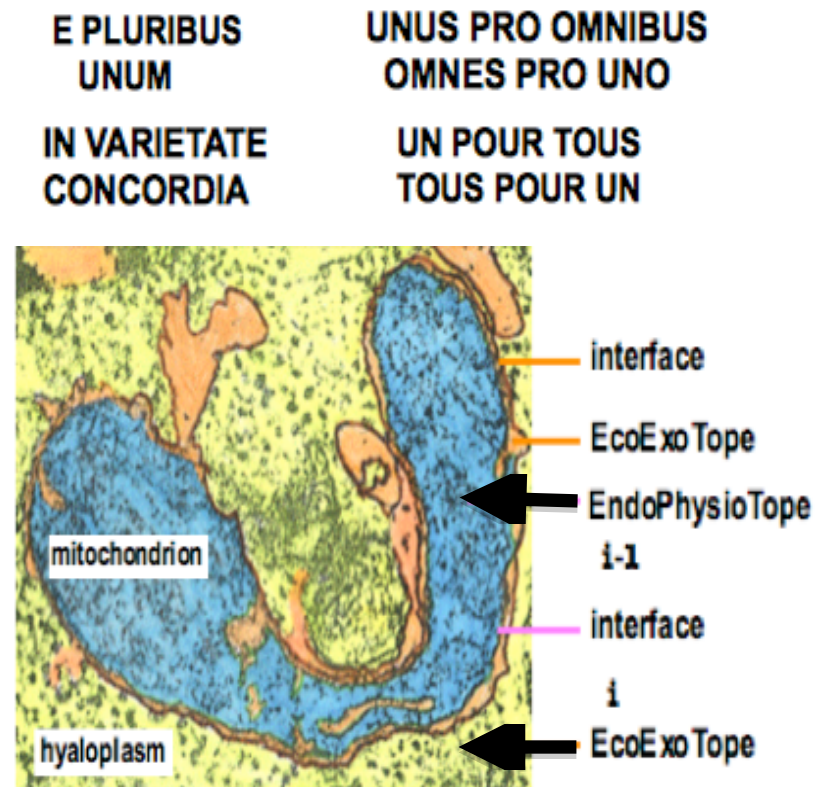 E PLURIBUS
UNUM
UNUS PRO OMNIBUS
OMNES PRO UNO
IN VARIETATE
CONCORDIA
UN POUR TOUS
TOUS POUR UN
interface
EcoExoTope
EndoPhysioTope
i-1
mitochondrion
interface
i
EcoExoTope
hyaloplasm